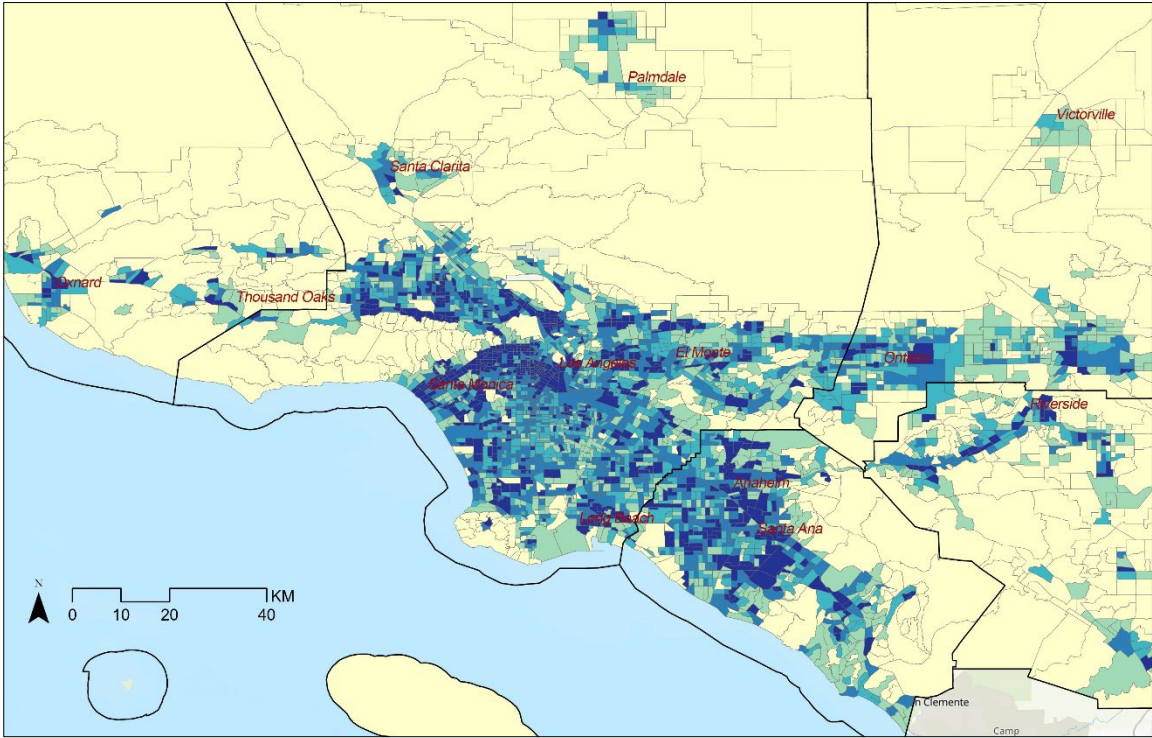 Palmdale
Victorville
Santa Clarita
Oxnard
Thousand Oaks
El Monte
Ontario
Los Angeles
Santa Monica
Riverside
Anaheim
Long Beach
Santa Ana
N
KM
0 10 20 40
n Clemente
Camp